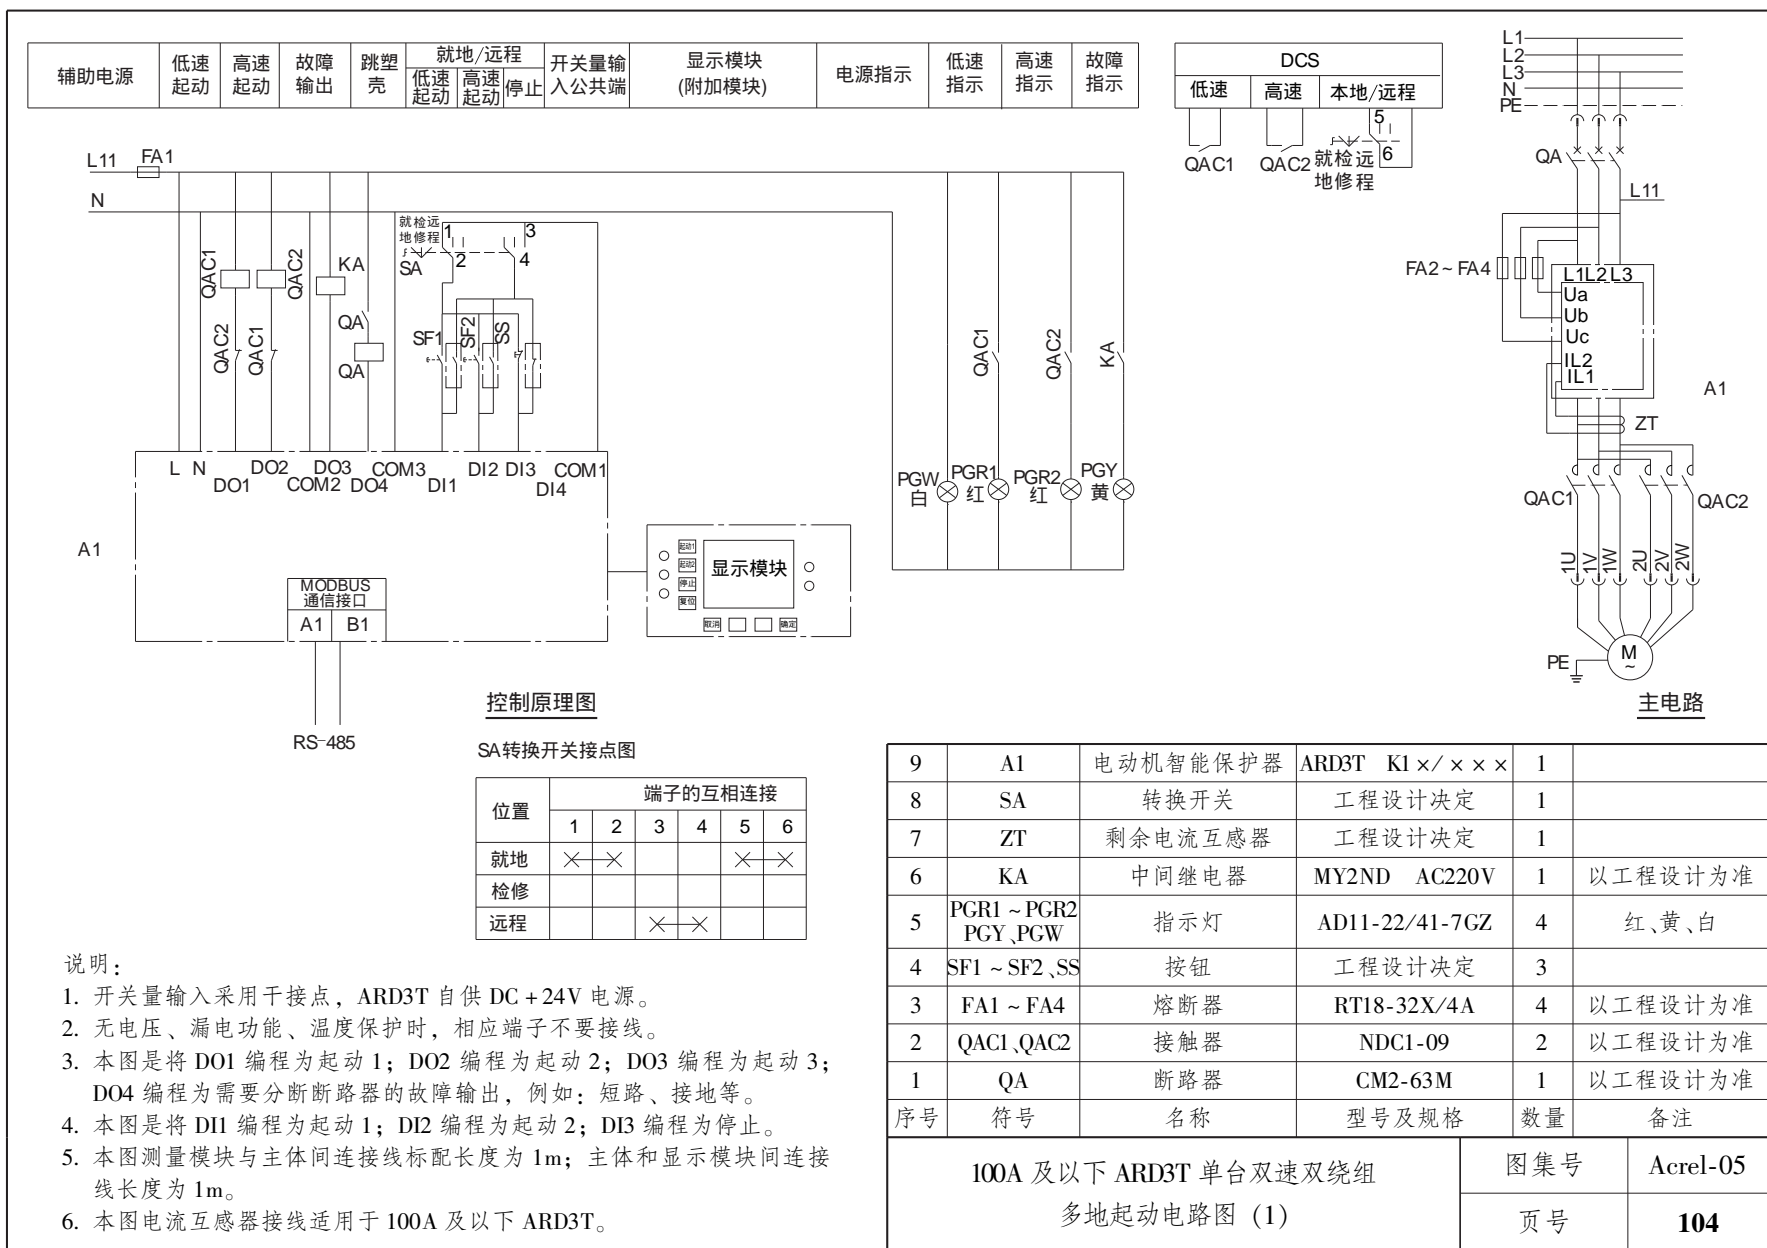 辅助电源
低速起动
高速起动
故障输出
跳塑壳
就地/远程
低速起动
高速起动
停止
开关量输入公共端
显示模块
(附加模块)
电源指示
低速指示
高速指示
故障指示
DCS
低速
高速
本地/远程
5
6
QAC1
QAC2
就检远
地修程
L1
L2
L3
N
PE
QA
L11
FA2~FA4
L1L2 L3
Ua
Ub
Uc
IL2
IL1
A1
ZT
QAC1
QAC2
1U
1V
1W
2U
2V
2W
PE
M
~
主电路
L11
FA1
N
就检远
地修程
SA
1
2
3
4
QAC1
QAC2
KA
QAC2
QAC1
QA
QA
SF1
SF2
SS
QAC1
QAC2
KA
PGW
白
PGR1
红
PGR2
红
PGY
黄
L N DO2 DO3 COM3 DI2 DI3 COM1
DO1 COM2 DO4 DI1 DI4
A1
MODBUS
通信接口
A1 B1
RS-485
起动1
起动2
停止
复位
显示模块
取消
确定
控制原理图
SA转换开关接点图
位置 端子的互相连接
1 2 3 4 5 6
就地
检修
远程
说明：
1. 开关量输入采用干接点，ARD3T 自供 DC+24V 电源。
2. 无电压、漏电功能、温度保护时，相应端子不要接线。
3. 本图是将 DO1 编程为起动 1；DO2 编程为起动 2；DO3 编程为起动 3；
DO4 编程为需要分断断路器的故障输出，例如：短路、接地等。
4. 本图是将 DI1 编程为起动 1；DI2 编程为起动 2；DI3 编程为停止。
5. 本图测量模块与主体间连接线标配长度为 1m；主体和显示模块间连接
线长度为 1m。
6. 本图电流互感器接线适用于 100A 及以下 ARD3T。
9 A1 电动机智能保护器 ARD3T K1×/××× 1
8 SA 转换开关 工程设计决定 1
7 ZT 剩余电流互感器 工程设计决定 1
6 KA 中间继电器 MY2ND AC220V 1 以工程设计为准
5 PGR1~PGR2 PGY、PGW 指示灯 AD11-22/41-7GZ 4 红、黄、白
4 SF1~SF2、SS 按钮 工程设计决定 3
3 FA1~FA4 熔断器 RT18-32X/4A 4 以工程设计为准
2 QAC1、QAC2 接触器 NDC1-09 2 以工程设计为准
1 QA 断路器 CM2-63M 1 以工程设计为准
序号 符号 名称 型号及规格 数量 备注
100A 及以下 ARD3T 单台双速双绕组
多地起动电路图（1）
图集号 Acrel-05
页号 104